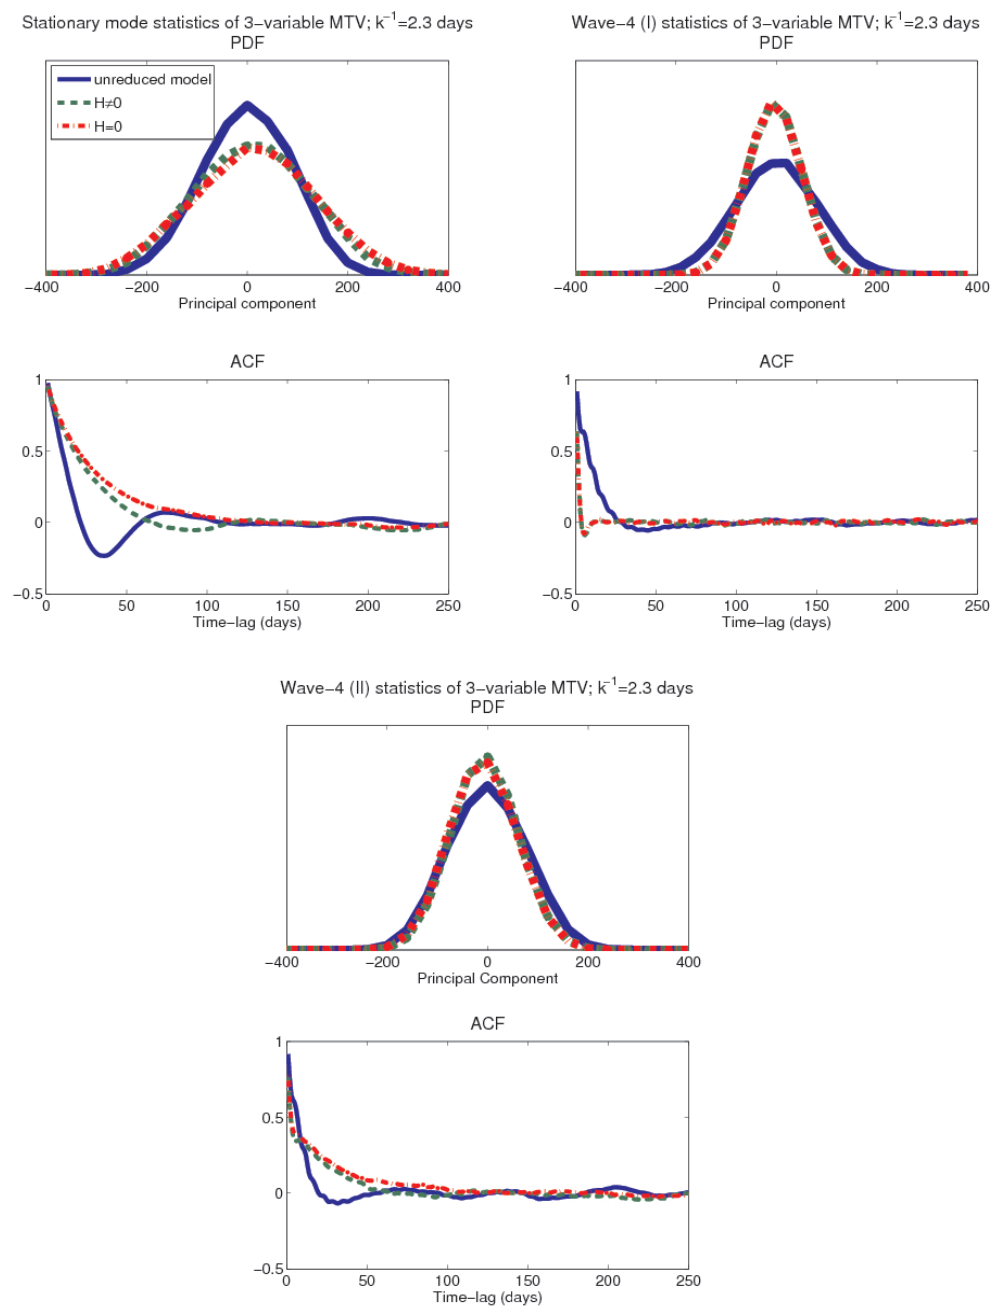 Stationary mode statistics of 3−variable MTV; k⁻¹=2.3 days
PDF
unreduced model
H≠0
H=0
−400 −200 0 200 400
Principal component
Wave−4 (I) statistics of 3−variable MTV; k⁻¹=2.3 days
PDF
−400 −200 0 200 400
Principal component
ACF
1
0.5
0
−0.5
0 50 100 150 200 250
Time−lag (days)
ACF
1
0.5
0
−0.5
0 50 100 150 200 250
Time−lag (days)
Wave−4 (II) statistics of 3−variable MTV; k⁻¹=2.3 days
PDF
−400 −200 0 200 400
Principal Component
ACF
1
0.5
0
−0.5
0 50 100 150 200 250
Time−lag (days)